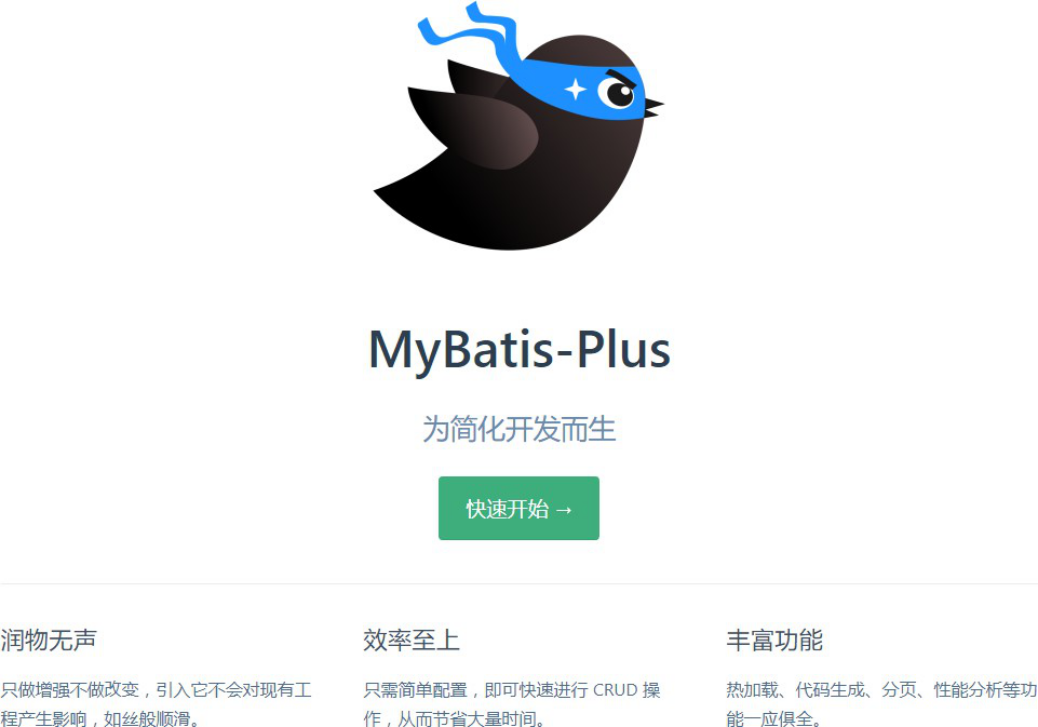 MyBatis-Plus
为简化开发而生
快速开始 →
润物无声
只做增强不做改变，引入它不会对现有工
程产生影响，如丝般顺滑。
效率至上
只需简单配置，即可快速进行 CRUD 操
作，从而节省大量时间。
丰富功能
热加载、代码生成、分页、性能分析等功
能一应俱全。